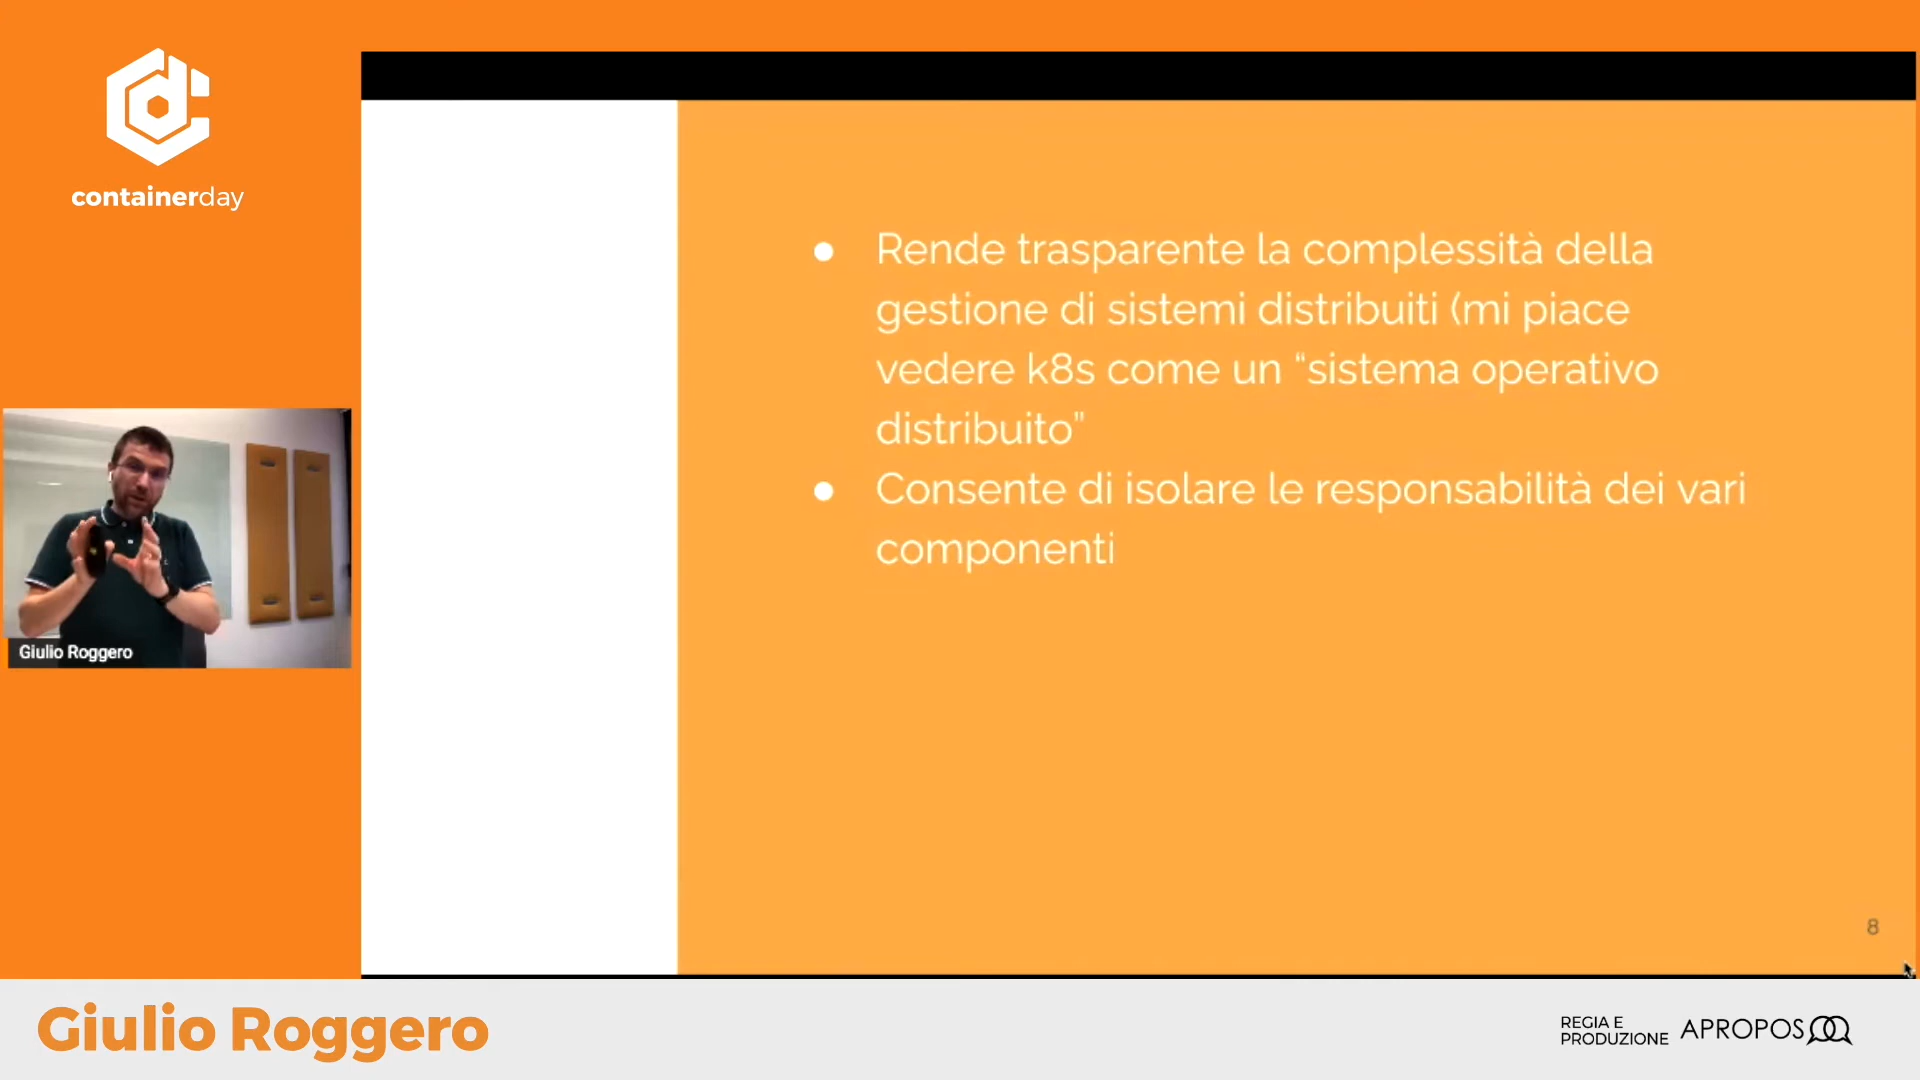 containerday
Rende trasparente la complessità della
gestione di sistemi distribuiti (mi piace
vedere k8s come un “sistema operativo
distribuito”
Consente di isolare le responsabilità dei vari
componenti
Giulio Roggero
8
Giulio Roggero
REGIA E
PRODUZIONE
APROPOS